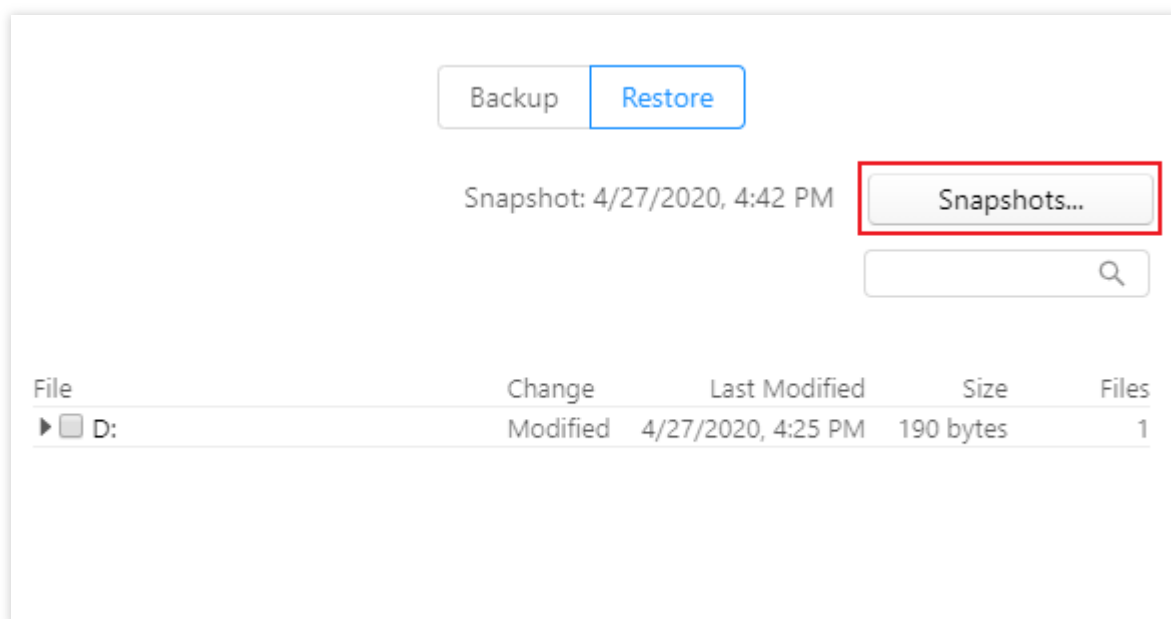 Backup Restore
Snapshot: 4/27/2020, 4:42 PM Snapshots...
File Change Last Modified Size Files
D: Modified 4/27/2020, 4:25 PM 190 bytes 1